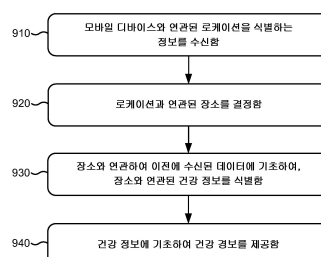 910
모바일 디바이스와 연관된 로케이션을 식별하는
정보를 수신함
920
로케이션과 연관된 장소를 결정함
930
장소와 연관하여 이전에 수신된 데이터에 기초하여,
장소와 연관된 건강 정보를 식별함
940
건강 정보에 기초하여 건강 경보를 제공함